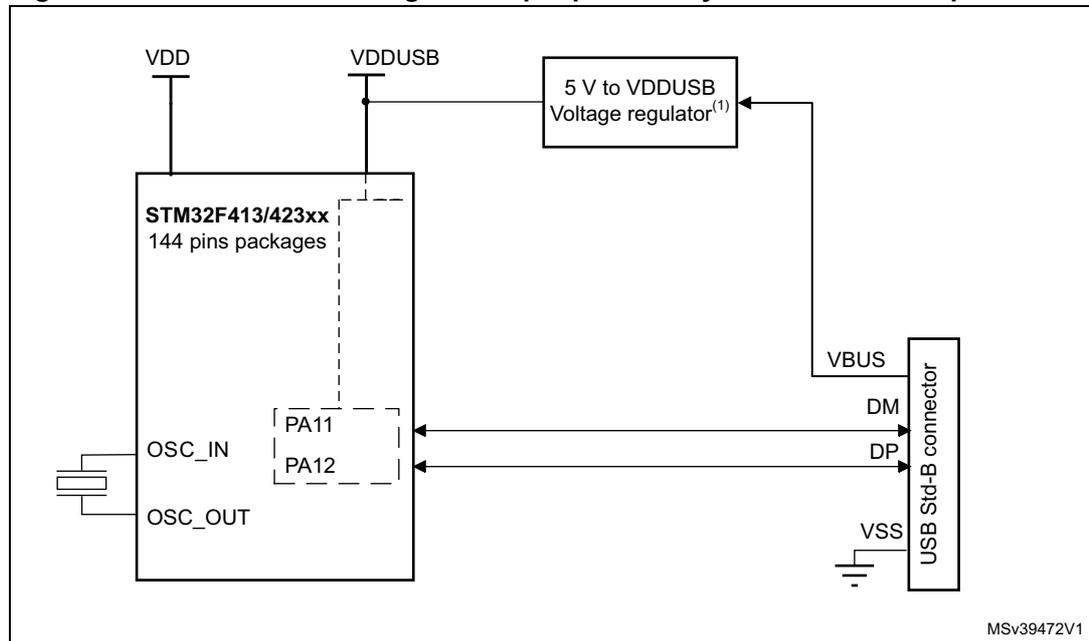 VDD
VDDUSB
5 V to VDDUSB
Voltage regulator(1)
STM32F413/423xx
144 pins packages
VBUS
DM
PA11
DP
OSC_IN
PA12
OSC_OUT
VSS
USB Std-B connector
MSv39472V1